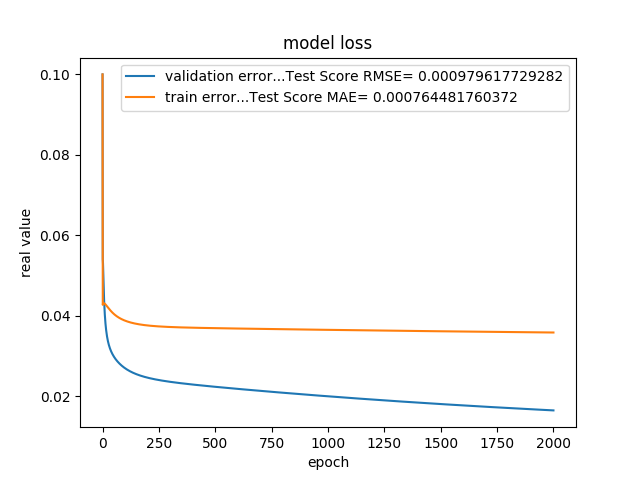 model loss
validation error...Test Score RMSE= 0.000979617729282
train error...Test Score MAE= 0.000764481760372
real value
0.10
0.08
0.06
0.04
0.02
0 250 500 750 1000 1250 1500 1750 2000
epoch